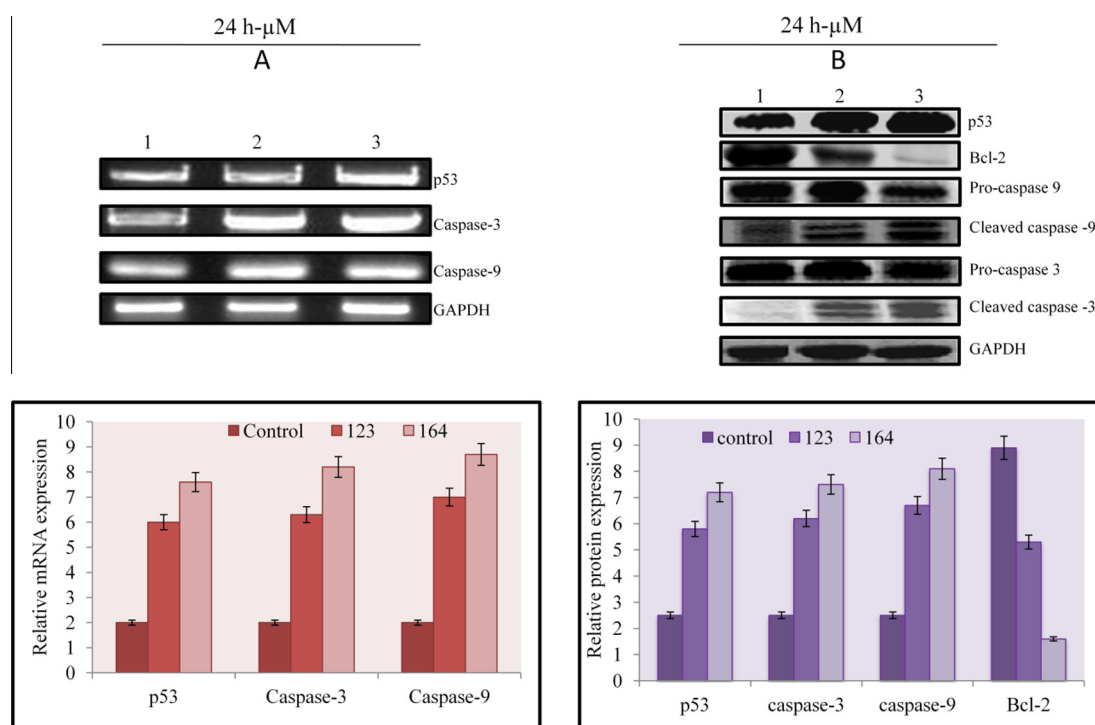 24 h-µM
A
1 2 3
p53
Caspase-3
Caspase-9
GAPDH
24 h-µM
B
1 2 3
p53
Bcl-2
Pro-caspase 9
Cleaved caspase -9
Pro-caspase 3
Cleaved caspase -3
GAPDH
Relative mRNA expression
10
9
8
7
6
5
4
3
2
1
0
Control 123 164
p53 Caspase-3 Caspase-9
Relative protein expression
10
9
8
7
6
5
4
3
2
1
0
control 123 164
p53 caspase-3 caspase-9 Bcl-2